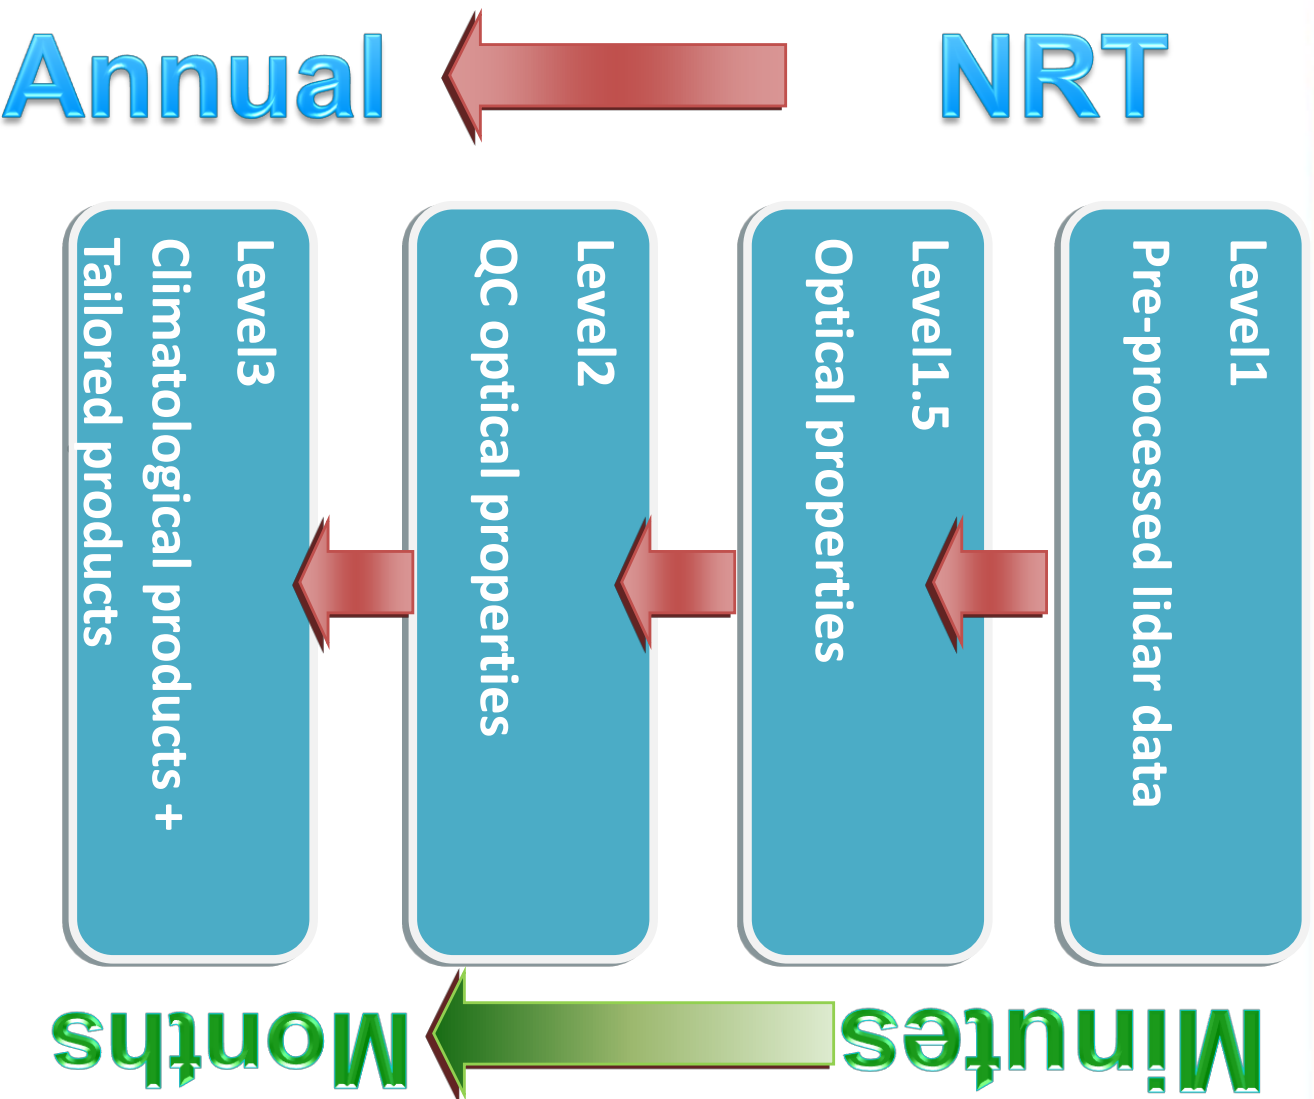 NRT
Annual
Level1
Pre-processed lidar data
Level1.5
Optical properties
Level2
QC optical properties
Level3
Climatological products +
Tailored products
Minutes
Months